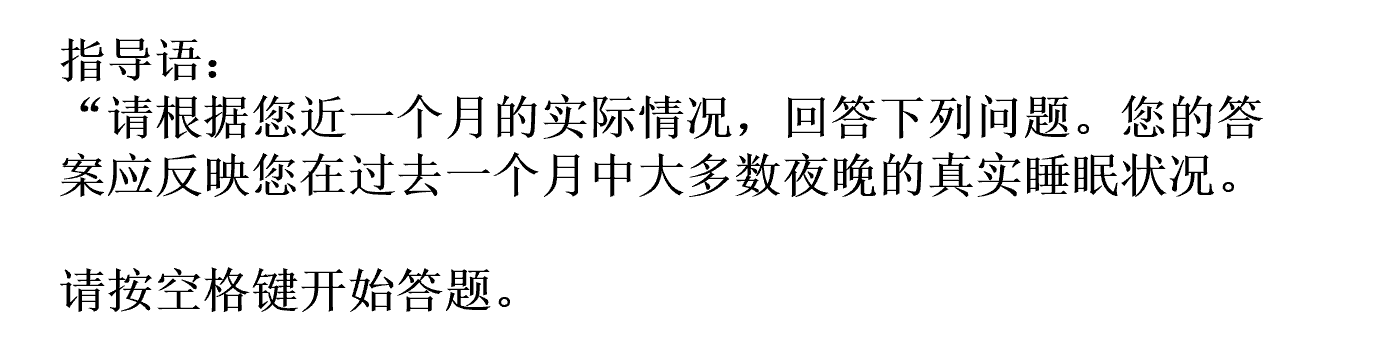 指导语：
“请根据您近一个月的实际情况，回答下列问题。您的答
案应反映您在过去一个月中大多数夜晚的真实睡眠状况。
请按空格键开始答题。